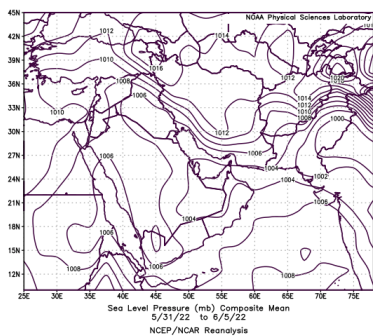 NOAA Physical Sciences Laboratory
45N
42N
39N
36N
33N
30N
27N
24N
21N
18N
15N
12N
1012
1014
1010
1016
1012
1008
1006
1010
1014
1012
1010
1008
1000
1012
1006
1006
1004
1002
1004
1006
1004
1006
1008
1006
1008
25E 30E 35E 40E 45E 50E 55E 60E 65E 70E 75E
Sea Level Pressure (mb) Composite Mean
5/31/22 to 6/5/22
NCEP/NCAR Reanalysis